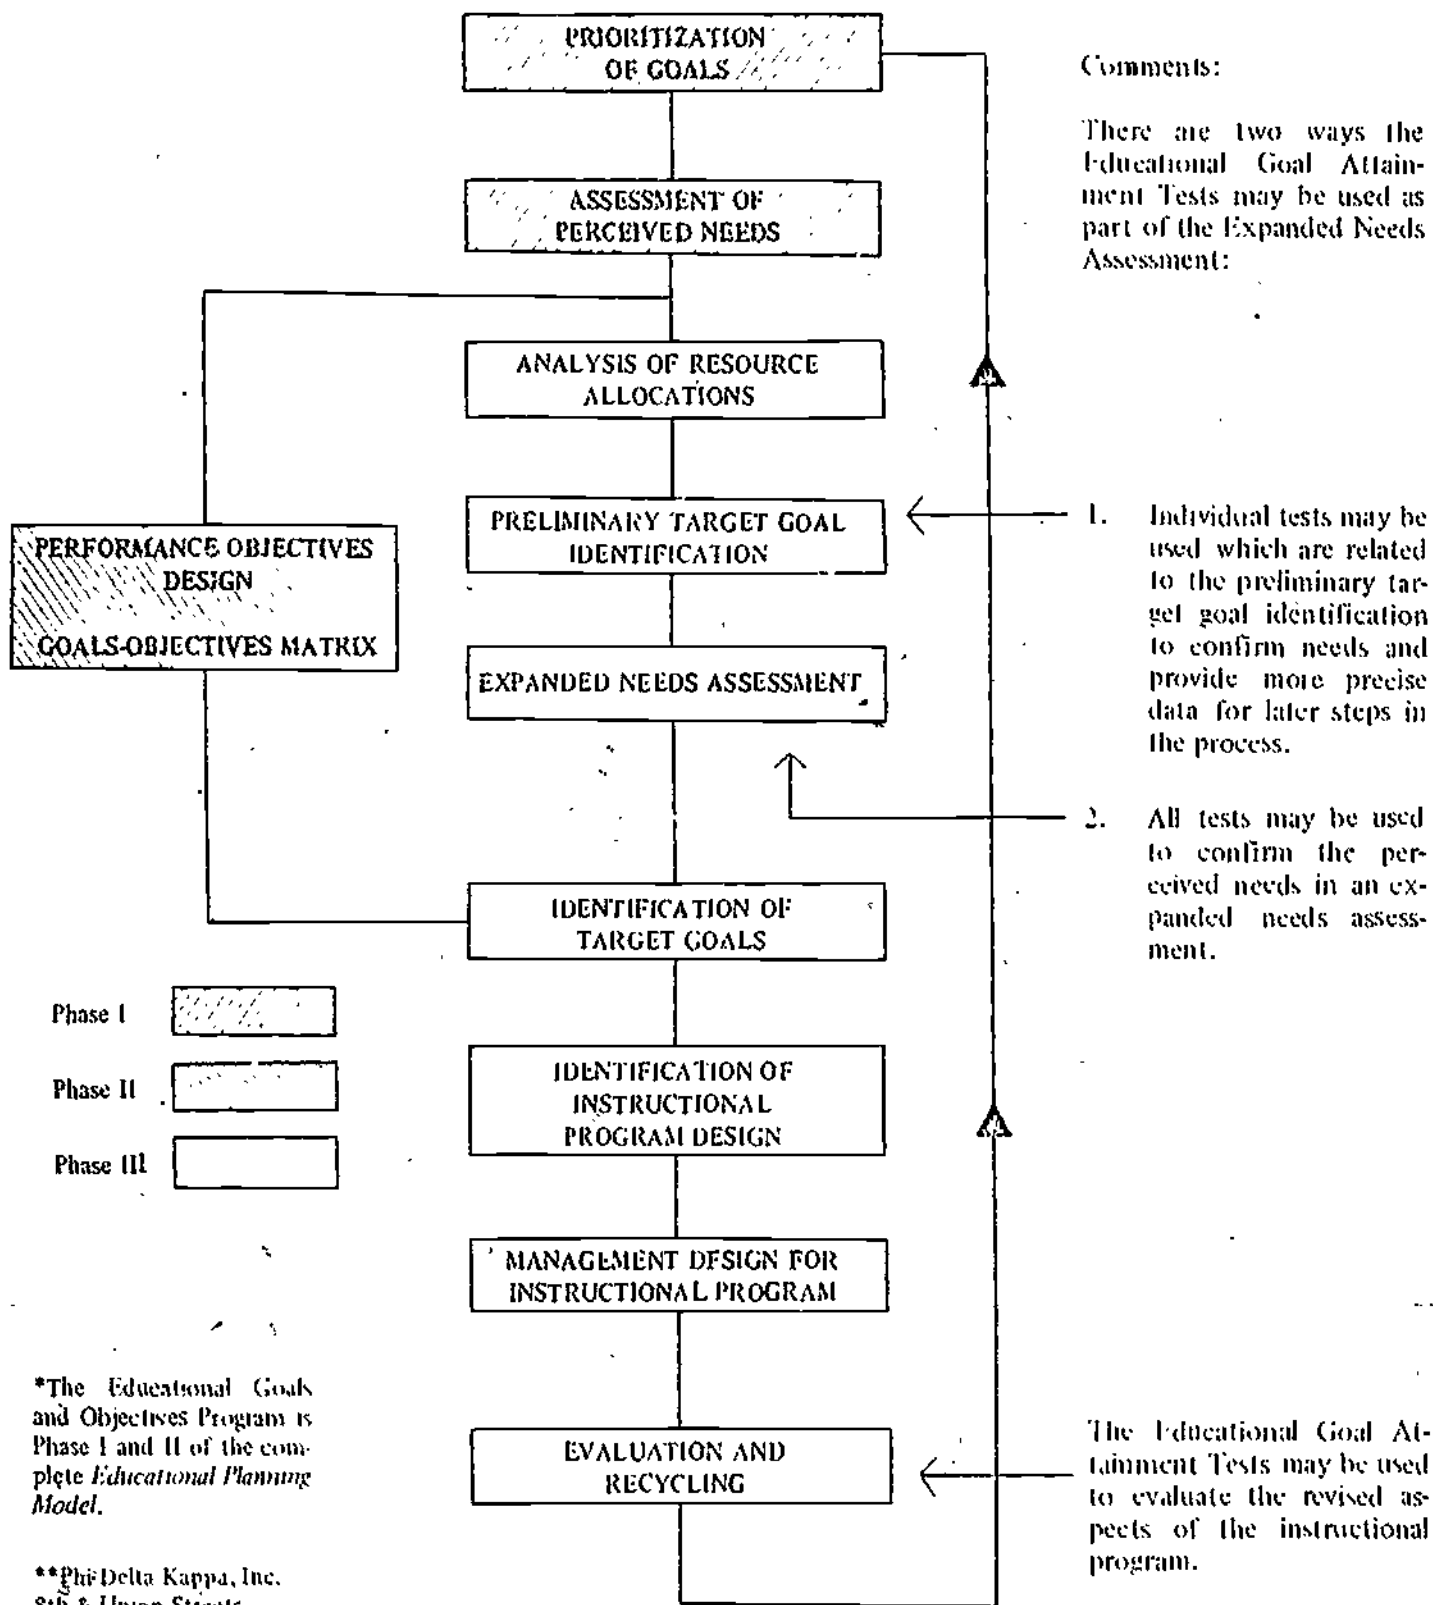 PRIORITIZATION
OF GOALS
Comments:
There are two ways the
Educational Goal Attain-
ment Tests may be used as
part of the Expanded Needs
Assessment:
ASSESSMENT OF
PERCEIVED NEEDS
ANALYSIS OF RESOURCE
ALLOCATIONS
PRELIMINARY TARGET GOAL
IDENTIFICATION
1. Individual tests may be
used which are related
to the preliminary tar-
get goal identification
to confirm needs and
provide more precise
data for later steps in
the process.
PERFORMANCE OBJECTIVES
DESIGN
GOALS-OBJECTIVES MATRIX
EXPANDED NEEDS ASSESSMENT
2. All tests may be used
to confirm the per-
ceived needs in an ex-
panded needs assess-
ment.
IDENTIFICATION OF
TARGET GOALS
Phase I
Phase II
Phase III
IDENTIFICATION OF
INSTRUCTIONAL
PROGRAM DESIGN
MANAGEMENT DESIGN FOR
INSTRUCTIONAL PROGRAM
*The Educational Goals
and Objectives Program is
Phase I and II of the com-
plete Educational Planning
Model.
EVALUATION AND
RECYCLING
The Educational Goal At-
tainment Tests may be used
to evaluate the revised as-
pects of the instructional
program.
**Phi Delta Kappa, Inc.
8th & Union Streets